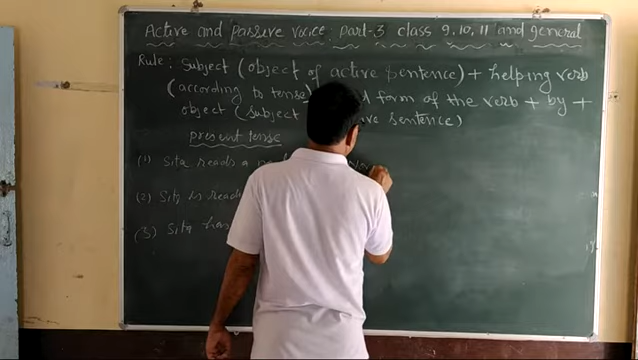 Active and passive voice: part-3 class 9, 10, 11 and general
Rule: Subject (object of active sentence) + helping verb
(according to tense) form of the verb + by +
object (subject sentence)
present tense
(1) Sita reads a
(2) Sita is
(3) Sita has